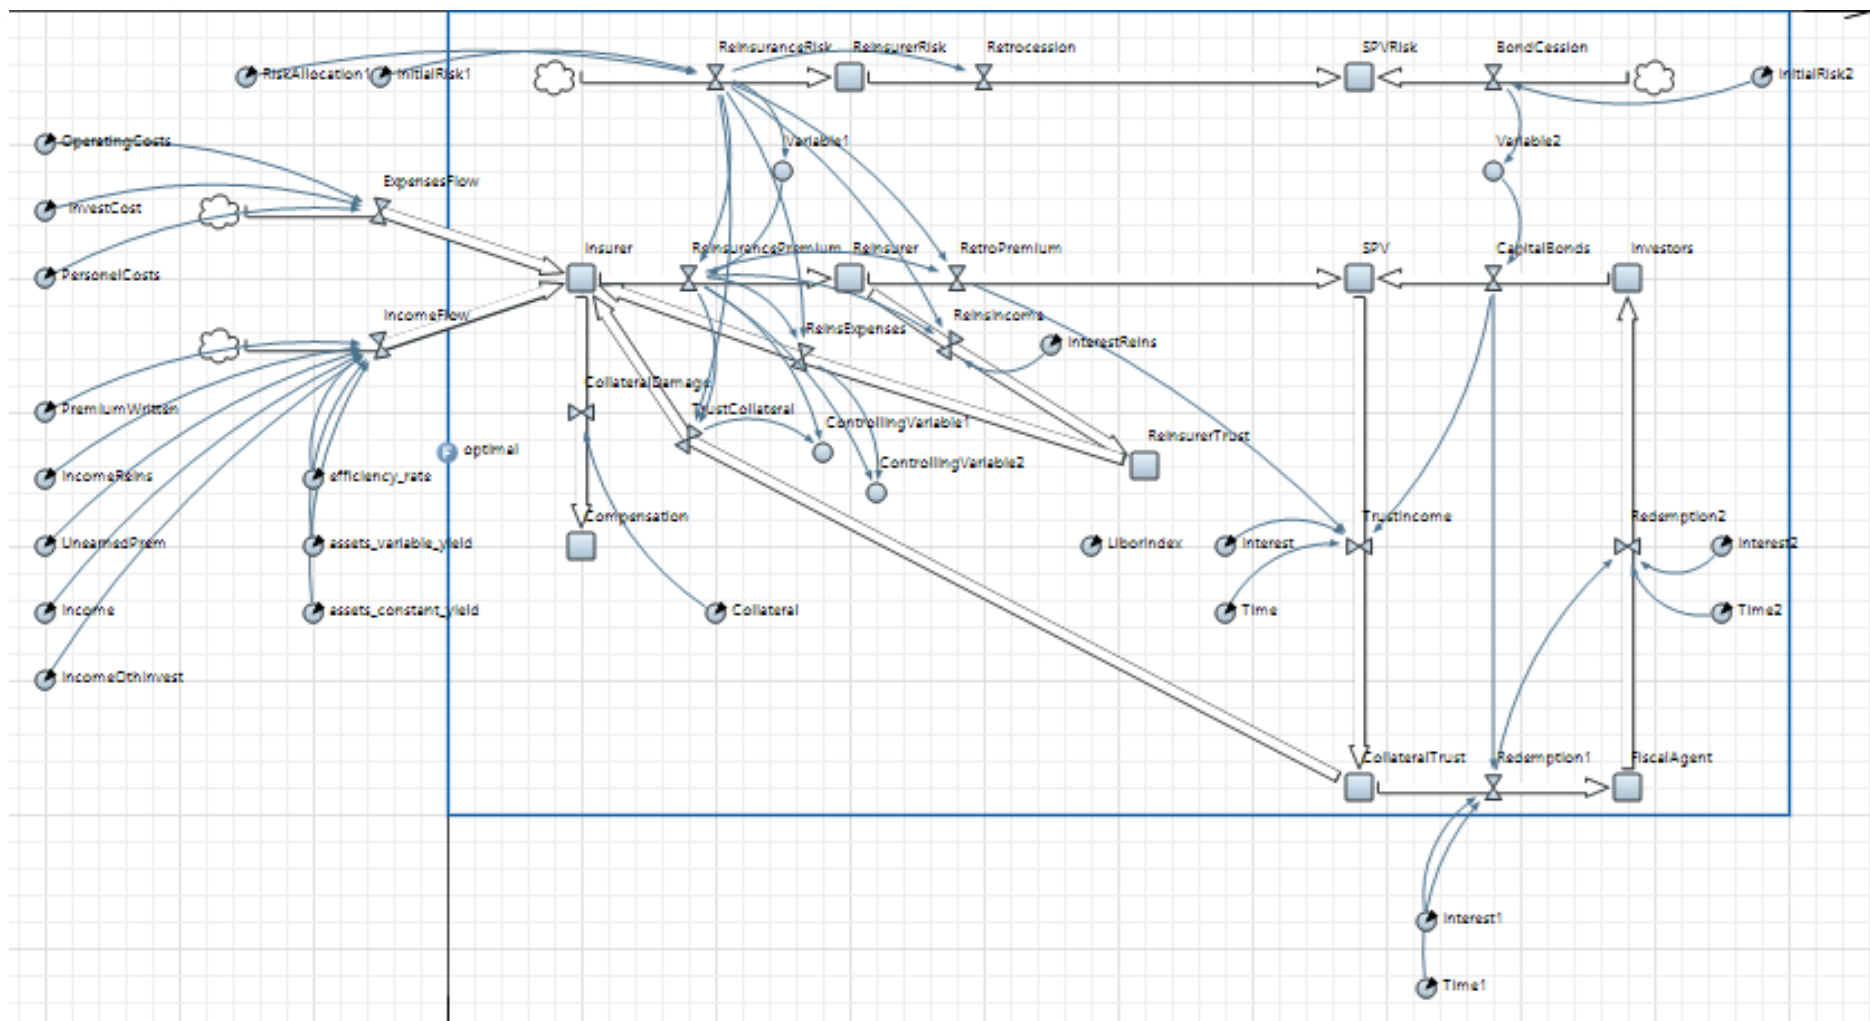 ReinsuranceRisk
ReinsurerRisk
Retrocession
SPVRisk
BondCession
RiskAllocation1
InitialRisk1
InitialRisk2
OperatingCosts
Variable1
Variable2
ExpensesFlow
InvestCost
Insurer
ReinsurancePremium
Reinsurer
RetroPremium
SPV
CapitalBonds
Investors
PersonelCosts
IncomeFlow
ReinsIncome
ReinsExpenses
InterestReins
CollateralDamage
PremiumWritten
TrustCollateral
ControllingVariable1
ReinsurerTrust
F
optimal
ControllingVariable2
IncomeReins
efficiency_rate
Compensation
TrustIncome
Redemption2
UnearnedPrem
assets_variable_yield
LiborIndex
Interest
Interest2
Income
assets_constant_yield
Collateral
Time
Time2
IncomeOthInvest
CollateralTrust
Redemption1
FiscalAgent
Interest1
Time1